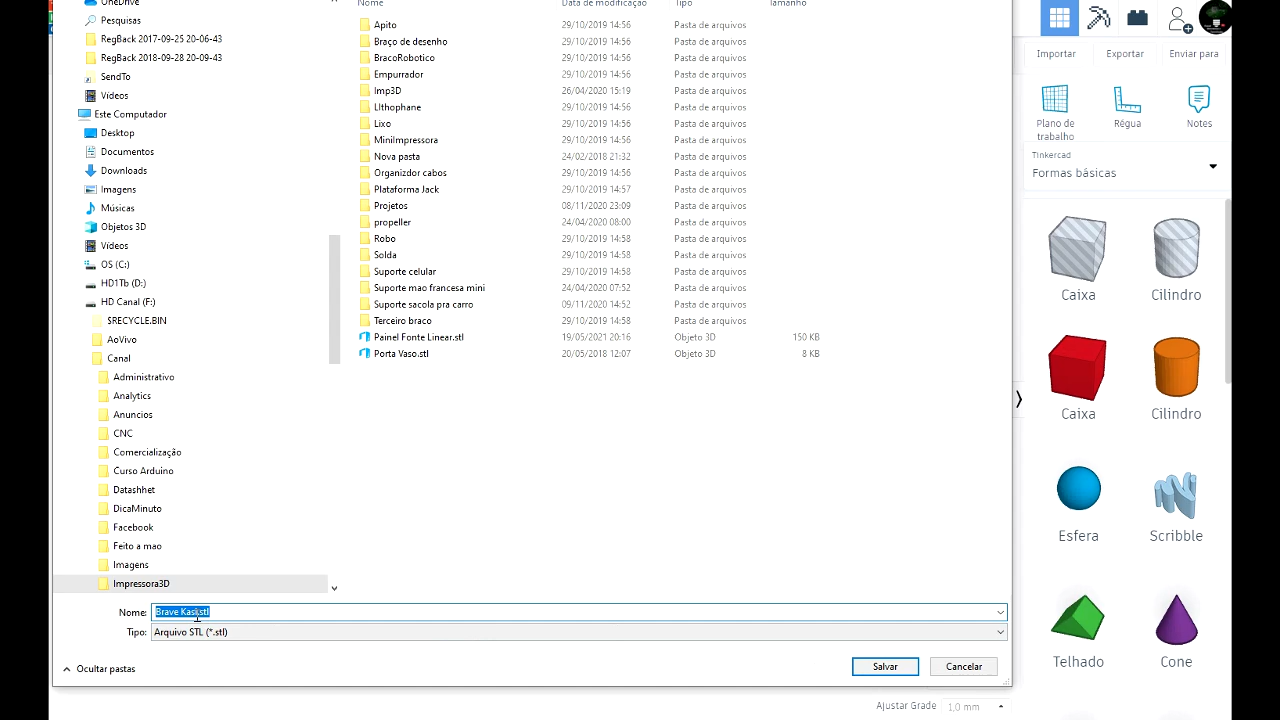 OneDrive
Pesquisas
RegBack 2017-09-25 20-06-43
RegBack 2018-09-28 20-09-43
SendTo
Vídeos
Este Computador
Desktop
Documentos
Downloads
Imagens
Músicas
Objetos 3D
Vídeos
OS (C:)
HD1Tb (D:)
HD Canal (F:)
SRECYCLE.BIN
AoVivo
Canal
Administrativo
Analytics
Anuncios
CNC
Comercialização
Curso Arduino
Datashhet
DicaMinuto
Facebook
Feito a mao
Imagens
Impressora3D
Nome Data de modificação Tipo Tamanho
Apito 29/10/2019 14:56 Pasta de arquivos
Braço de desenho 29/10/2019 14:56 Pasta de arquivos
BracoRobotico 29/10/2019 14:56 Pasta de arquivos
Empurrador 29/10/2019 14:56 Pasta de arquivos
Imp3D 26/04/2020 15:19 Pasta de arquivos
LIthophane 29/10/2019 14:56 Pasta de arquivos
Lixo 29/10/2019 14:56 Pasta de arquivos
MiniImpressora 29/10/2019 14:56 Pasta de arquivos
Nova pasta 24/02/2018 21:32 Pasta de arquivos
Organizdor cabos 29/10/2019 14:56 Pasta de arquivos
Plataforma Jack 29/10/2019 14:57 Pasta de arquivos
Projetos 08/11/2020 23:09 Pasta de arquivos
propeller 24/04/2020 08:00 Pasta de arquivos
Robo 29/10/2019 14:58 Pasta de arquivos
Solda 29/10/2019 14:58 Pasta de arquivos
Suporte celular 29/10/2019 14:58 Pasta de arquivos
Suporte mao francesa mini 24/04/2020 07:52 Pasta de arquivos
Suporte sacola pra carro 09/11/2020 14:52 Pasta de arquivos
Terceiro braco 29/10/2019 14:58 Pasta de arquivos
Painel Fonte Linear.stl 19/05/2021 20:16 Objeto 3D 150 KB
Porta Vaso.stl 20/05/2018 12:07 Objeto 3D 8 KB
Nome: Brave Kasi.stl
Tipo: Arquivo STL (*.stl)
Ocultar pastas
Salvar Cancelar
Importar Exportar Enviar para
Plano de trabalho
Régua
Notes
Tinkercad
Formas básicas
Caixa Cilindro
Caixa Cilindro
Esfera Scribble
Telhado Cone
Ajustar Grade 1,0 mm